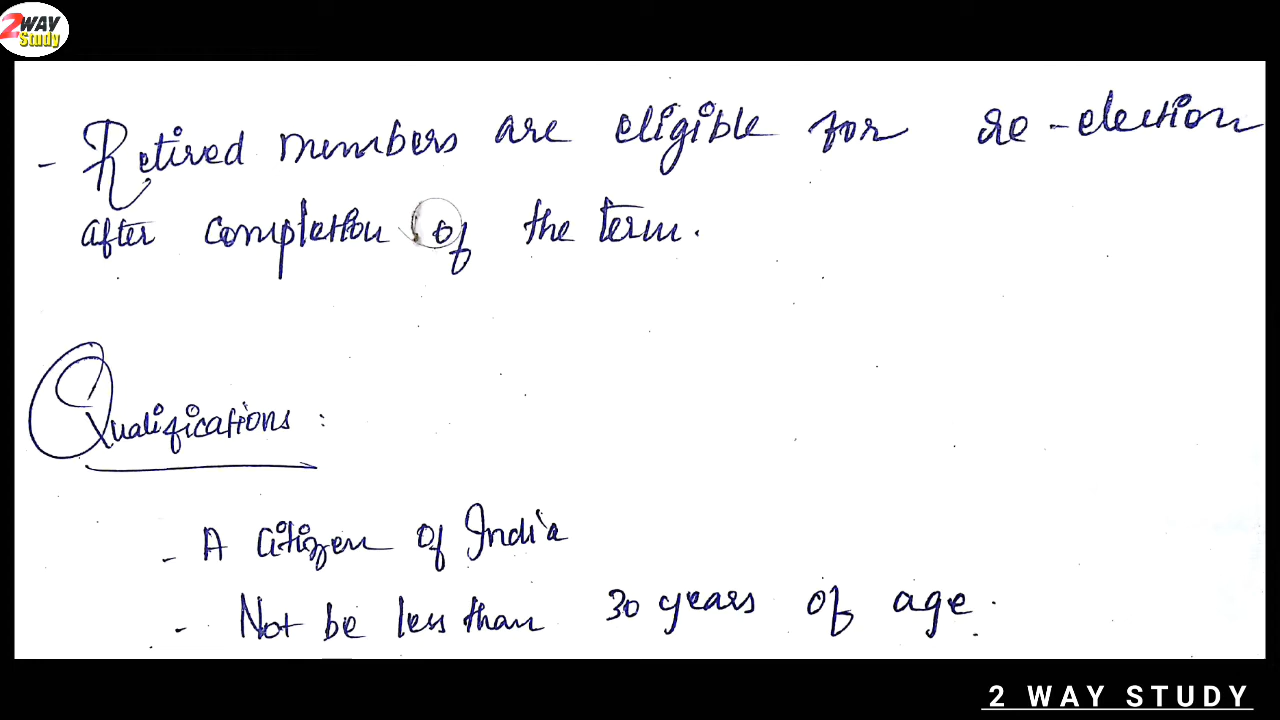 2WAY
Study
- Retired members are eligible for re-election
after completion of the term.
Qualifications :
- A citizen of India
- Not be less than 30 years of age.
2 WAY STUDY